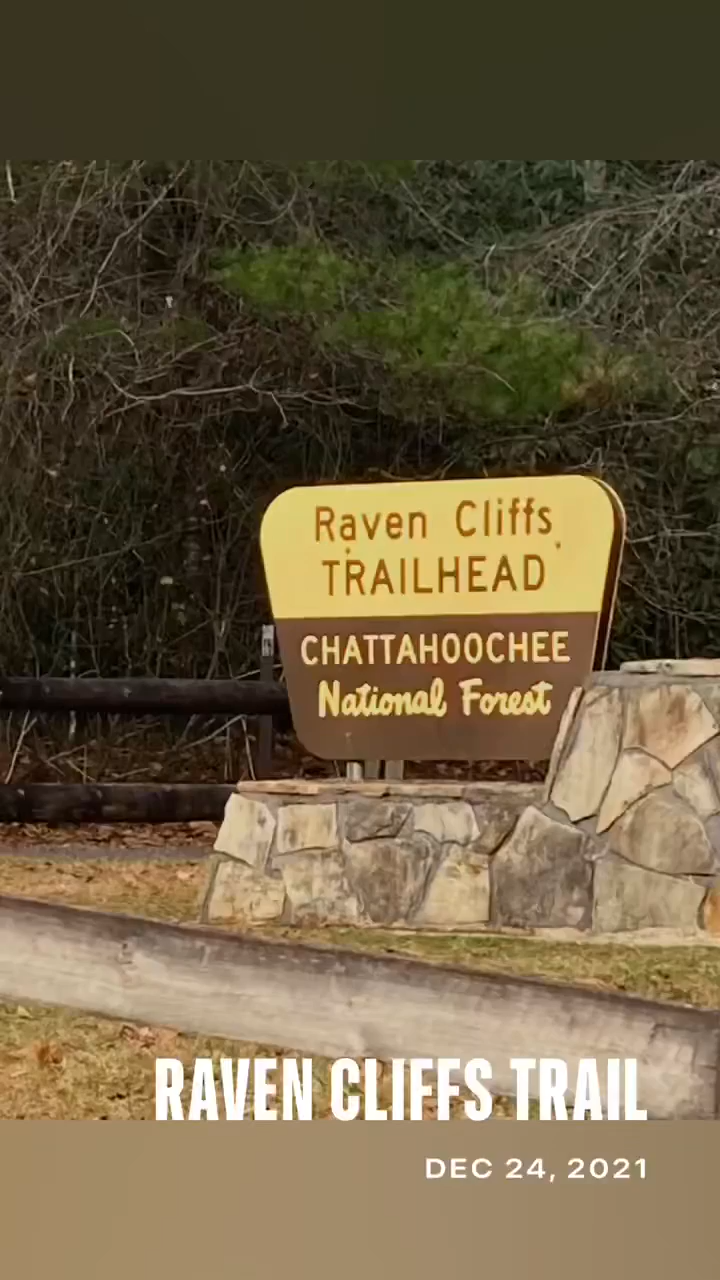 Raven Cliffs
TRAILHEAD
CHATTAHOOCHEE
National Forest
RAVEN CLIFFS TRAIL
DEC 24, 2021